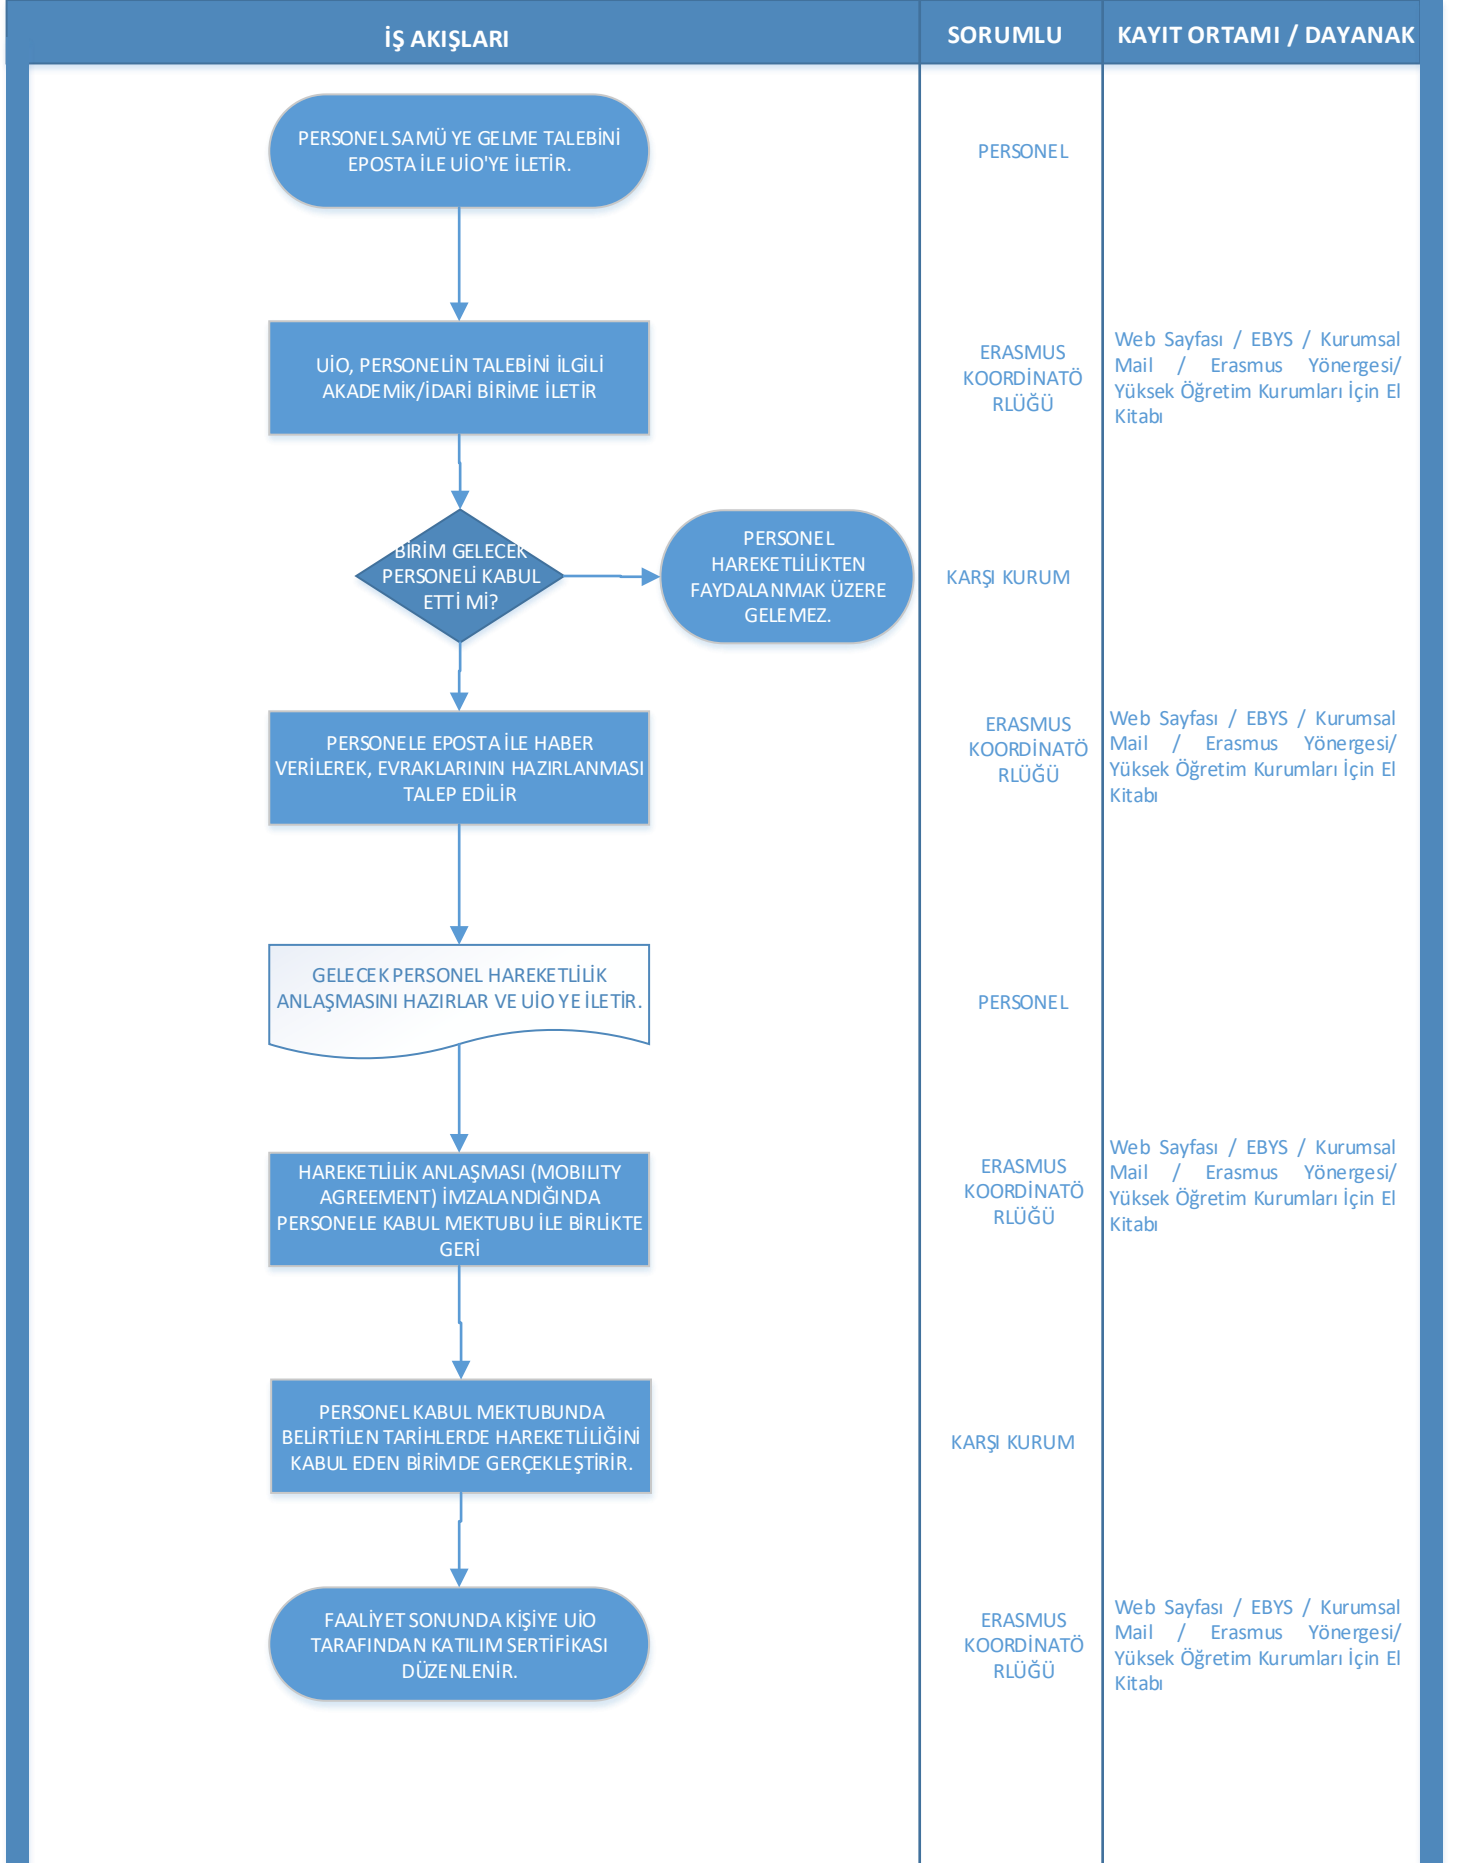 İŞ AKIŞLARI
SORUMLU
KAYIT ORTAMI / DAYANAK
PERSONEL SAMÜ YE GELME TALEBİNİ
EPOSTA İLE UİO'YE İLETİR.
PERSONEL
UİO, PERSONELİN TALEBİNİ İLGİLİ
AKADEMİK/İDARİ BİRİME İLETİR
ERASMUS
KOORDİNATÖ
RLÜĞÜ
Web Sayfası / EBYS / Kurumsal
Mail / Erasmus Yönergesi/
Yüksek Öğretim Kurumları İçin El
Kitabı
BİRİM GELECEK
PERSONELİ KABUL
ETTİ Mİ?
PERSONEL
HAREKETLİLİKTEN
FAYDALANMAK ÜZERE
GELEMEZ.
KARŞI KURUM
PERSONELE EPOSTA İLE HABER
VERİLEREK, EVRAKLARININ HAZIRLANMASI
TALEP EDİLİR
ERASMUS
KOORDİNATÖ
RLÜĞÜ
Web Sayfası / EBYS / Kurumsal
Mail / Erasmus Yönergesi/
Yüksek Öğretim Kurumları İçin El
Kitabı
GELECEK PERSONEL HAREKETLİLİK
ANLAŞMASINI HAZIRLAR VE UİO YE İLETİR.
PERSONEL
HAREKETLİLİK ANLAŞMASI (MOBILITY
AGREEMENT) İMZALANDIĞINDA
PERSONELE KABUL MEKTUBU İLE BİRLİKTE
GERİ
ERASMUS
KOORDİNATÖ
RLÜĞÜ
Web Sayfası / EBYS / Kurumsal
Mail / Erasmus Yönergesi/
Yüksek Öğretim Kurumları İçin El
Kitabı
PERSONEL KABUL MEKTUBUNDA
BELİRTİLEN TARİHLERDE HAREKETLİLİĞİNİ
KABUL EDEN BİRİMDE GERÇEKLEŞTİRİR.
KARŞI KURUM
FAALİYET SONUNDA KİŞİYE UİO
TARAFINDAN KATILIM SERTİFİKASI
DÜZENLENİR.
ERASMUS
KOORDİNATÖ
RLÜĞÜ
Web Sayfası / EBYS / Kurumsal
Mail / Erasmus Yönergesi/
Yüksek Öğretim Kurumları İçin El
Kitabı